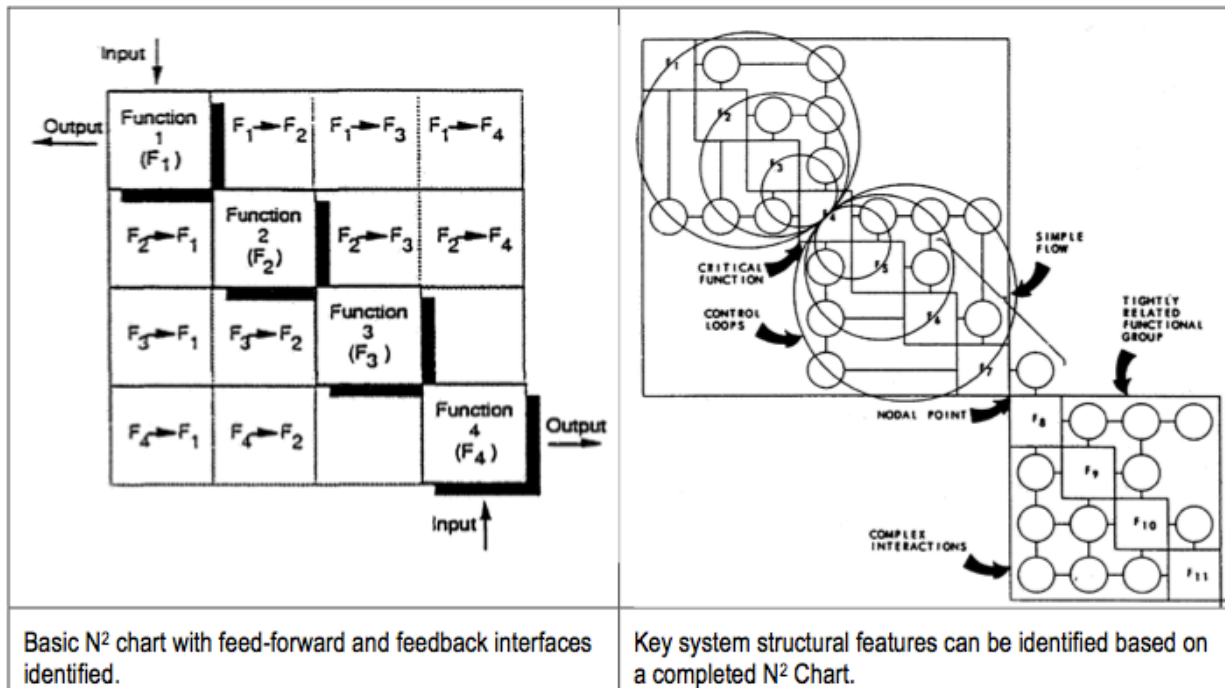 Input
Output
Function
1
(F₁)
F₁→F₂
F₁→F₃
F₁→F₄
F₂→F₁
Function
2
(F₂)
F₂→F₃
F₂→F₄
F₃→F₁
F₃→F₂
Function
3
(F₃)
F₄→F₁
F₄→F₂
Function
4
(F₄)
Output
Input
Basic N² chart with feed-forward and feedback interfaces
identified.
F₁
F₂
F₃
F₄
F₅
F₆
F₇
F₈
F₉
F₁₀
F₁₁
CRITICAL
FUNCTION
CONTROL
LOOPS
SIMPLE
FLOW
TIGHTLY
RELATED
FUNCTIONAL
GROUP
NODAL POINT
COMPLEX
INTERACTIONS
Key system structural features can be identified based on
a completed N² Chart.